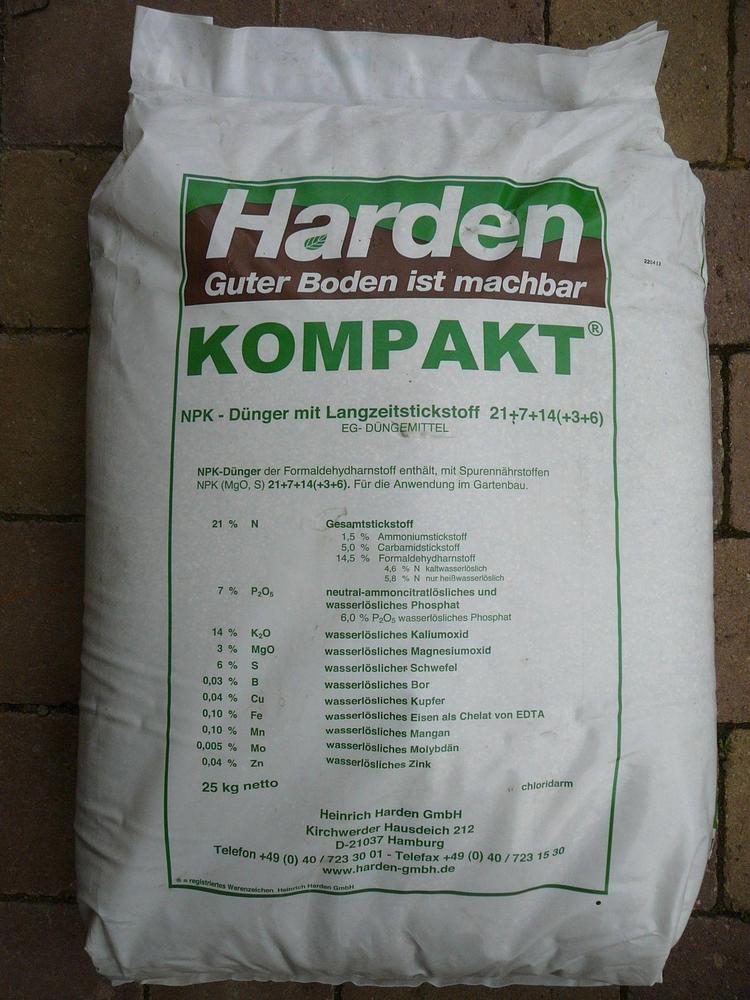 Harden
Guter Boden ist machbar
KOMPAKT®
NPK - Dünger mit Langzeitstickstoff 21+7+14(+3+6)
EG- DÜNGEMITTEL
NPK-Dünger der Formaldehydharnstoff enthält, mit Spurennährstoffen
NPK (MgO, S) 21+7+14(+3+6). Für die Anwendung im Gartenbau.
21 % N Gesamtstickstoff
1,5 % Ammoniumstickstoff
5,0 % Carbamidstickstoff
14,5 % Formaldehydharnstoff
4,6 % N kaltwasserlöslich
5,8 % N nur heißwasserlöslich
7 % P₂O₅ neutral-ammoncitratlösliches und
wasserlösliches Phosphat
6,0 % P₂O₅ wasserlösliches Phosphat
14 % K₂O wasserlösliches Kaliumoxid
3 % MgO wasserlösliches Magnesiumoxid
6 % S wasserlöslicher Schwefel
0,03 % B wasserlösliches Bor
0,04 % Cu wasserlösliches Kupfer
0,10 % Fe wasserlösliches Eisen als Chelat von EDTA
0,10 % Mn wasserlösliches Mangan
0,005 % Mo wasserlösliches Molybdän
0,04 % Zn wasserlösliches Zink
25 kg netto chloridarm
Heinrich Harden GmbH
Kirchwerder Hausdeich 212
D-21037 Hamburg
Telefon +49 (0) 40 / 723 30 01 - Telefax +49 (0) 40 / 723 15 30
www.harden-gmbh.de
® = registriertes Warenzeichen Heinrich Harden GmbH